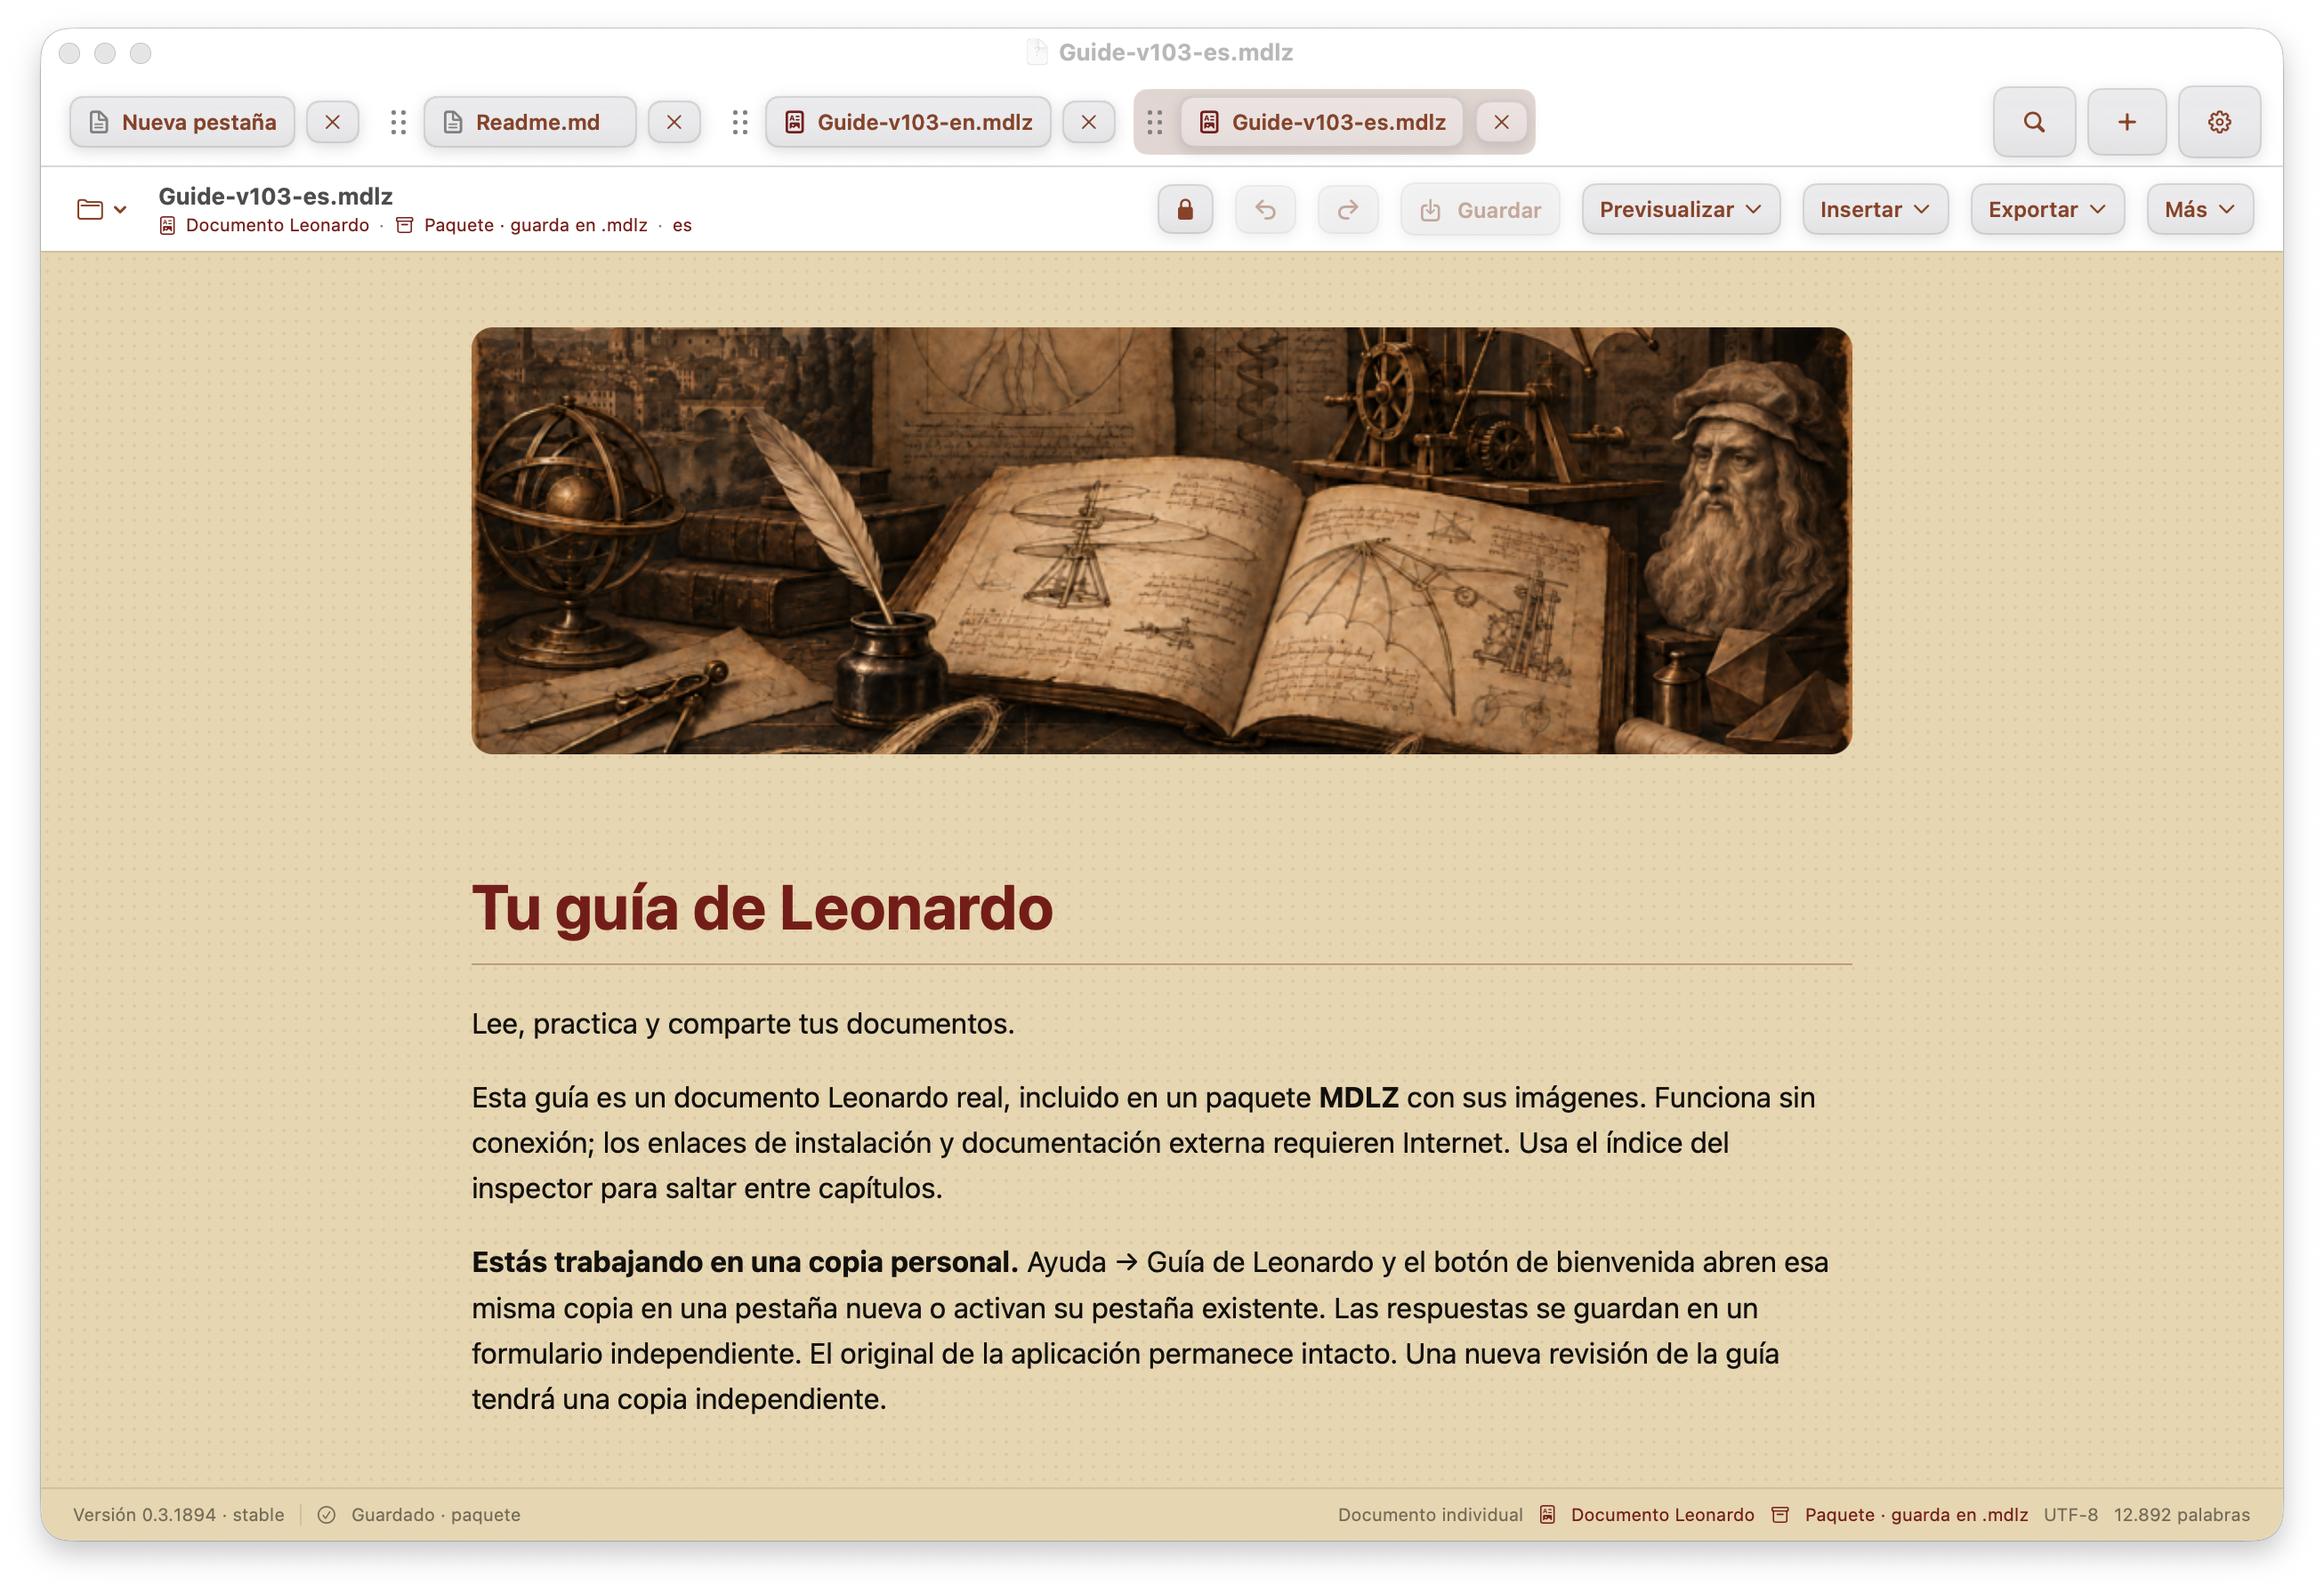 Guide-v103-es.mdlz
Nueva pestaña
Readme.md
Guide-v103-en.mdlz
Guide-v103-es.mdlz
Guide-v103-es.mdlz
Documento Leonardo · Paquete · guarda en .mdlz · es
Guardar
Previsualizar
Insertar
Exportar
Más
Tu guía de Leonardo
Lee, practica y comparte tus documentos.
Esta guía es un documento Leonardo real, incluido en un paquete MDLZ con sus imágenes. Funciona sin
conexión; los enlaces de instalación y documentación externa requieren Internet. Usa el índice del
inspector para saltar entre capítulos.
Estás trabajando en una copia personal. Ayuda → Guía de Leonardo y el botón de bienvenida abren esa
misma copia en una pestaña nueva o activan su pestaña existente. Las respuestas se guardan en un
formulario independiente. El original de la aplicación permanece intacto. Una nueva revisión de la guía
tendrá una copia independiente.
Versión 0.3.1894 · stable
Guardado · paquete
Documento individual
Documento Leonardo
Paquete · guarda en .mdlz
UTF-8
12.892 palabras